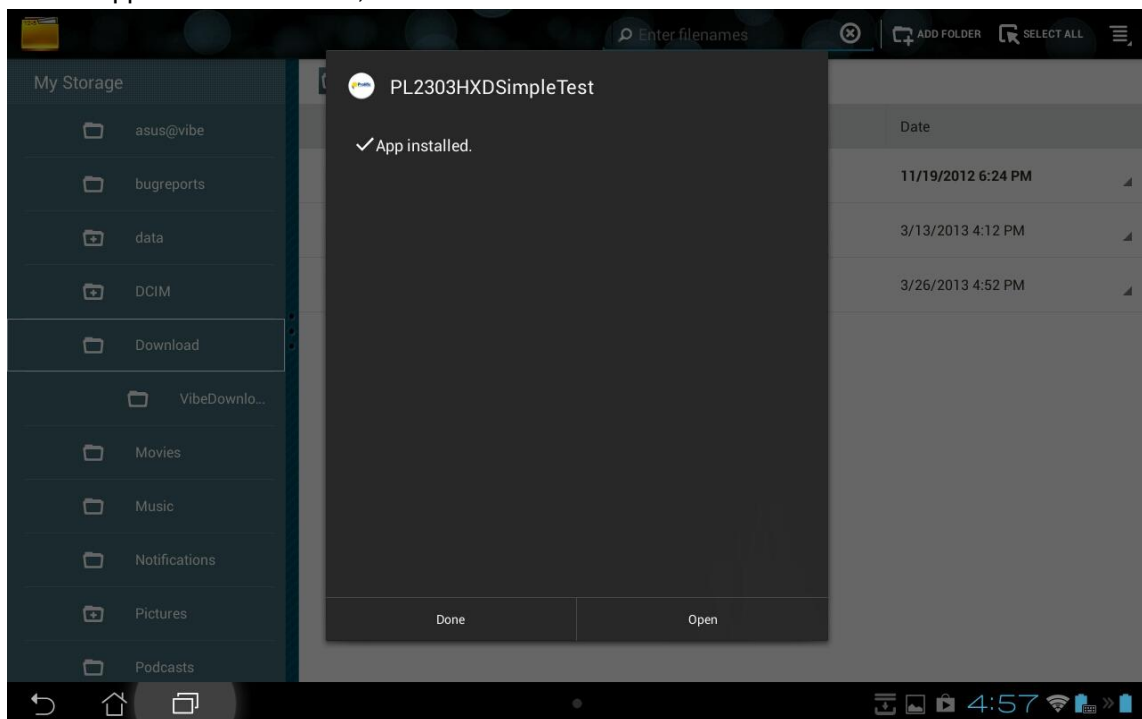 Enter filenames
ADD FOLDER
SELECT ALL
My Storage
PL2303HXDSimpleTest
asus@vibe
App installed.
Date
bugreports
11/19/2012 6:24 PM
data
3/13/2013 4:12 PM
DCIM
3/26/2013 4:52 PM
Download
VibeDownlo...
Movies
Music
Notifications
Pictures
Done
Open
Podcasts
4:57